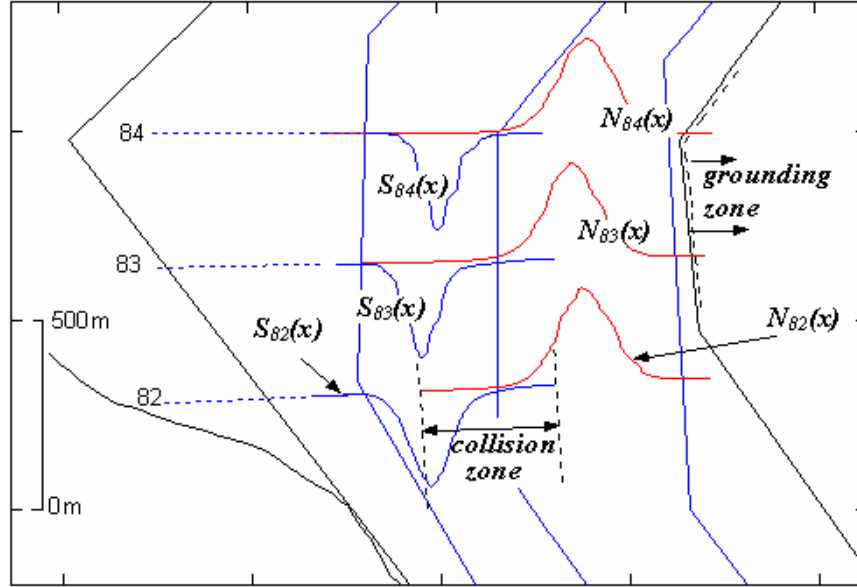 84
N84(x)
S84(x)
grounding
zone
83
N83(x)
S83(x)
500m
S82(x)
N82(x)
82
collision
zone
0m